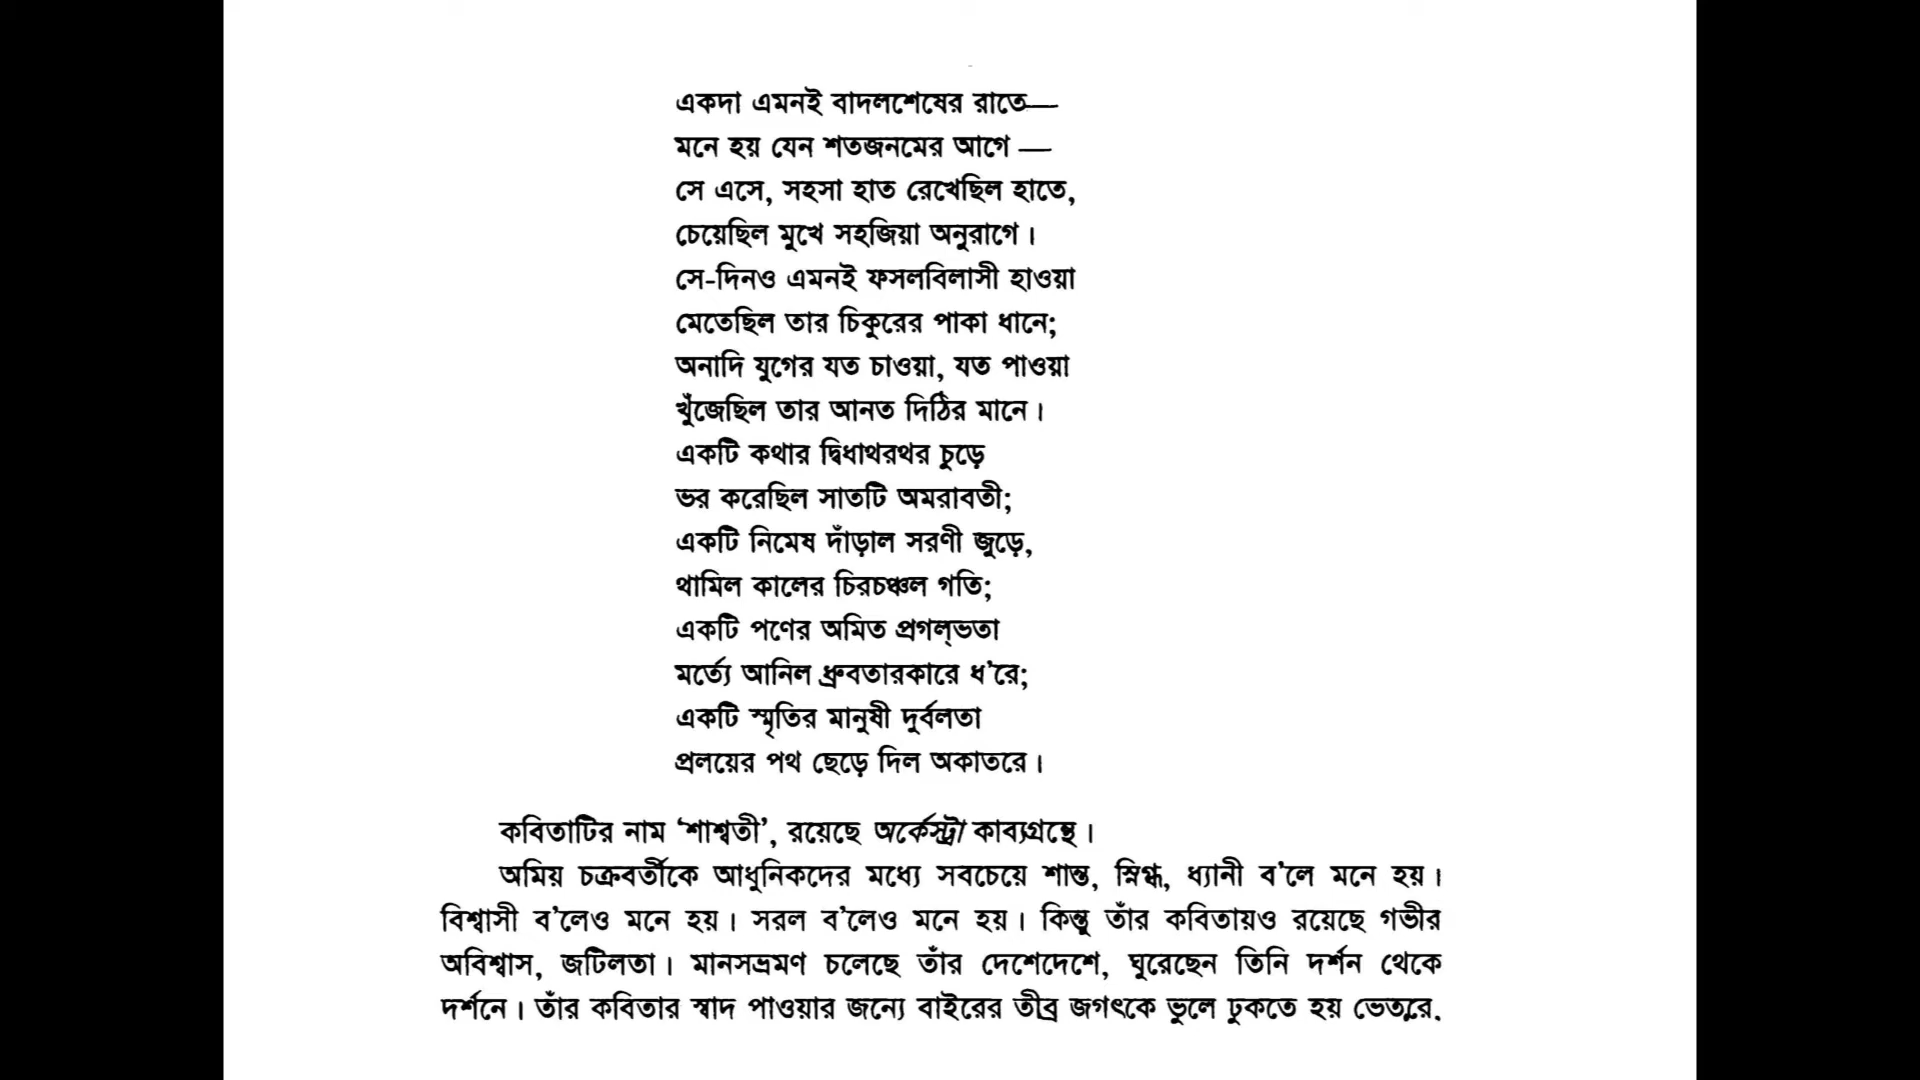 একদা এমনই বাদলশেষের রাতে—
মনে হয় যেন শতজনমের আগে —
সে এসে, সহসা হাত রেখেছিল হাতে,
চেয়েছিল মুখে সহজিয়া অনুরাগে।
সে-দিনও এমনই ফসলবিলাসী হাওয়া
মেতেছিল তার চিকুরের পাকা ধানে;
অনাদি যুগের যত চাওয়া, যত পাওয়া
খুঁজেছিল তার আনত দিঠির মানে।
একটি কথার দ্বিধাথরথর চুড়ে
ভর করেছিল সাতটি অমরাবতী;
একটি নিমেষ দাঁড়াল সরণী জুড়ে,
থামিল কালের চিরচঞ্চল গতি;
একটি পণের অমিত প্রগল্‌ভতা
মর্ত্যে আনিল ধ্রুবতারকারে ধ'রে;
একটি স্মৃতির মানুষী দুর্বলতা
প্রলয়ের পথ ছেড়ে দিল অকাতরে।
কবিতাটির নাম ‘শাশ্বতী’, রয়েছে অর্কেস্ট্রা কাব্যগ্রন্থে।
অমিয় চক্রবর্তীকে আধুনিকদের মধ্যে সবচেয়ে শান্ত, স্নিগ্ধ, ধ্যানী ব'লে মনে হয়।
বিশ্বাসী ব'লেও মনে হয়। সরল ব'লেও মনে হয়। কিন্তু তাঁর কবিতায়ও রয়েছে গভীর
অবিশ্বাস, জটিলতা। মানসভ্রমণ চলেছে তাঁর দেশেদেশে, ঘুরেছেন তিনি দর্শন থেকে
দর্শনে। তাঁর কবিতার স্বাদ পাওয়ার জন্যে বাইরের তীব্র জগৎকে ভুলে ঢুকতে হয় ভেতরে.